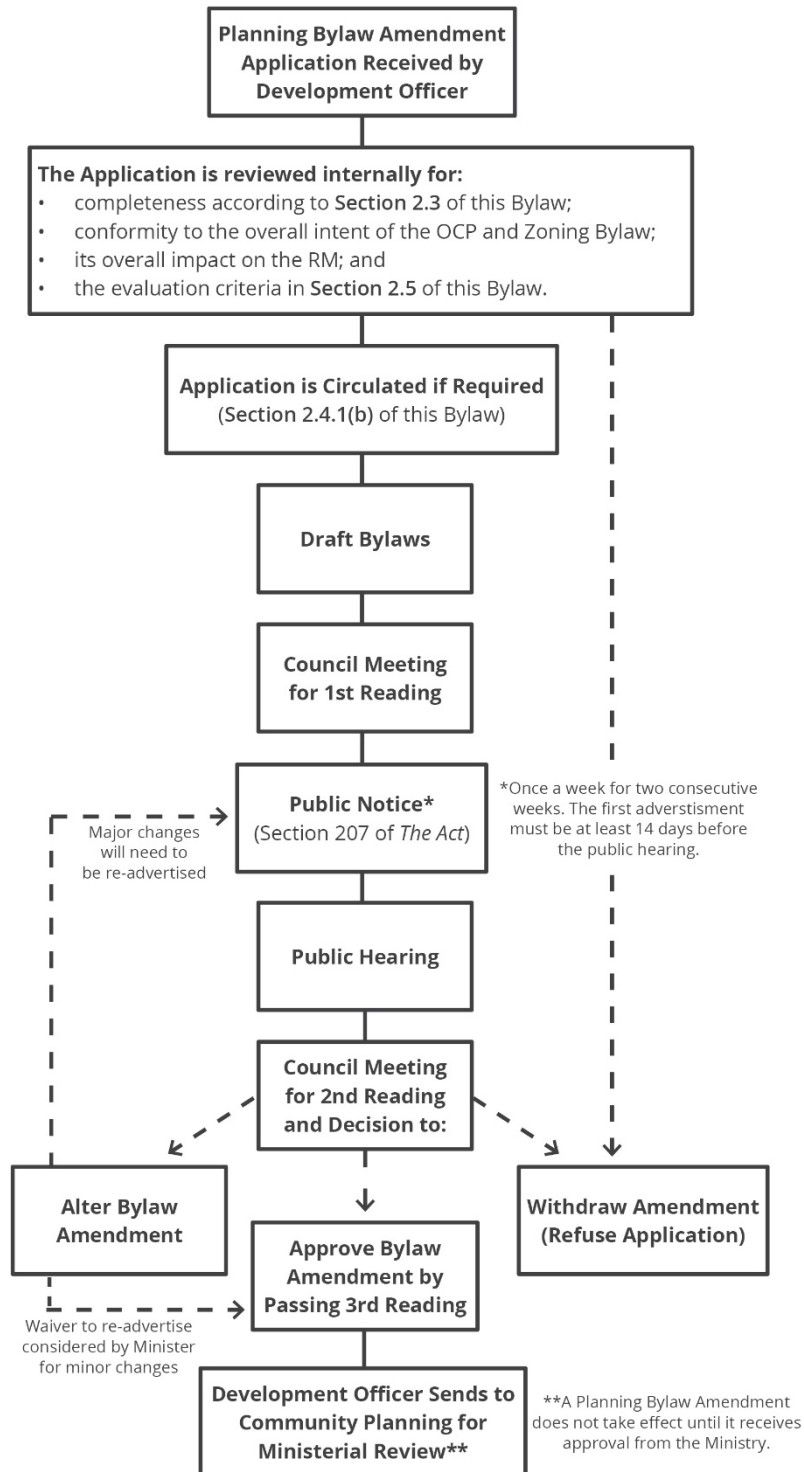 Planning Bylaw Amendment
Application Received by
Development Officer
The Application is reviewed internally for:
• completeness according to Section 2.3 of this Bylaw;
• conformity to the overall intent of the OCP and Zoning Bylaw;
• its overall impact on the RM; and
• the evaluation criteria in Section 2.5 of this Bylaw.
Application is Circulated if Required
(Section 2.4.1(b) of this Bylaw)
Draft Bylaws
Council Meeting
for 1st Reading
Public Notice*
(Section 207 of The Act)
*Once a week for two consecutive
weeks. The first adverstisment
must be at least 14 days before
the public hearing.
Major changes
will need to
be re-advertised
Public Hearing
Council Meeting
for 2nd Reading
and Decision to:
Alter Bylaw
Amendment
Withdraw Amendment
(Refuse Application)
Approve Bylaw
Amendment by
Passing 3rd Reading
Waiver to re-advertise
considered by Minister
for minor changes
Development Officer Sends to
Community Planning for
Ministerial Review**
**A Planning Bylaw Amendment
does not take effect until it receives
approval from the Ministry.